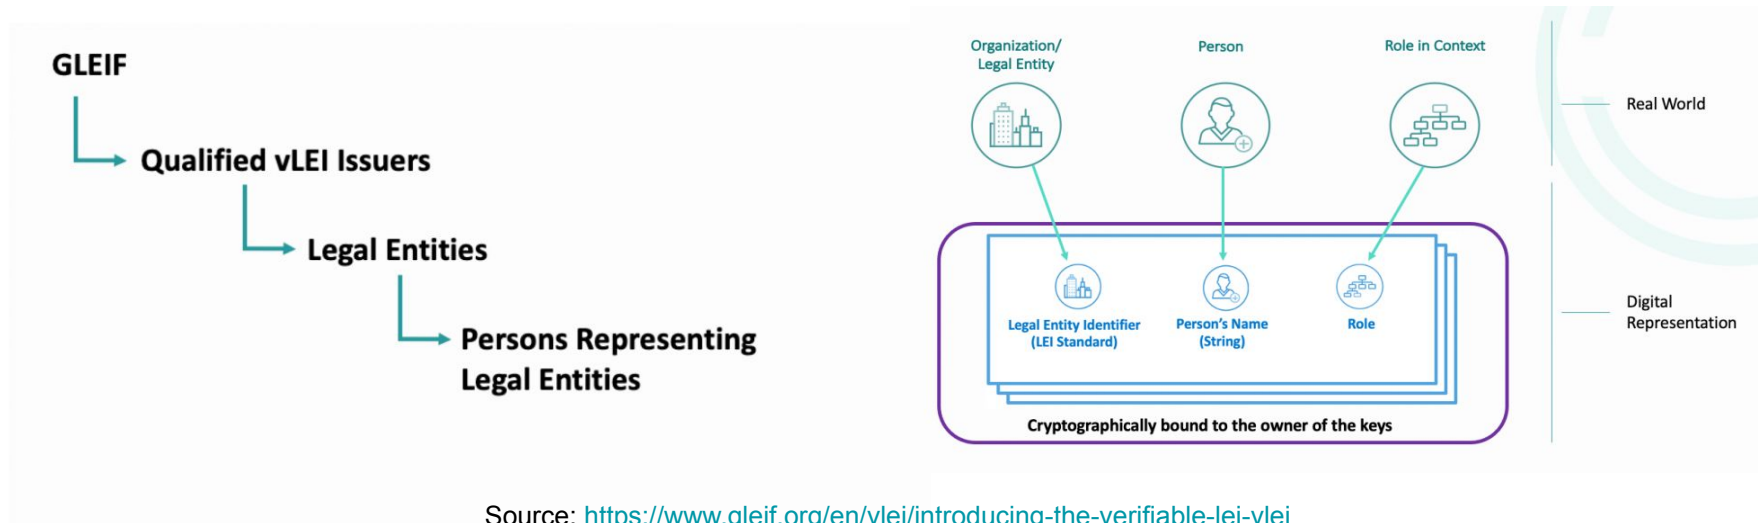 GLEIF
Qualified vLEI Issuers
Legal Entities
Persons Representing
Legal Entities
Organization/
Legal Entity
Person
Role in Context
Real World
Legal Entity Identifier
(LEI Standard)
Person's Name
(String)
Role
Digital
Representation
Cryptographically bound to the owner of the keys
Source: https://www.gleif.org/en/vlei/introducing-the-verifiable-lei-vlei